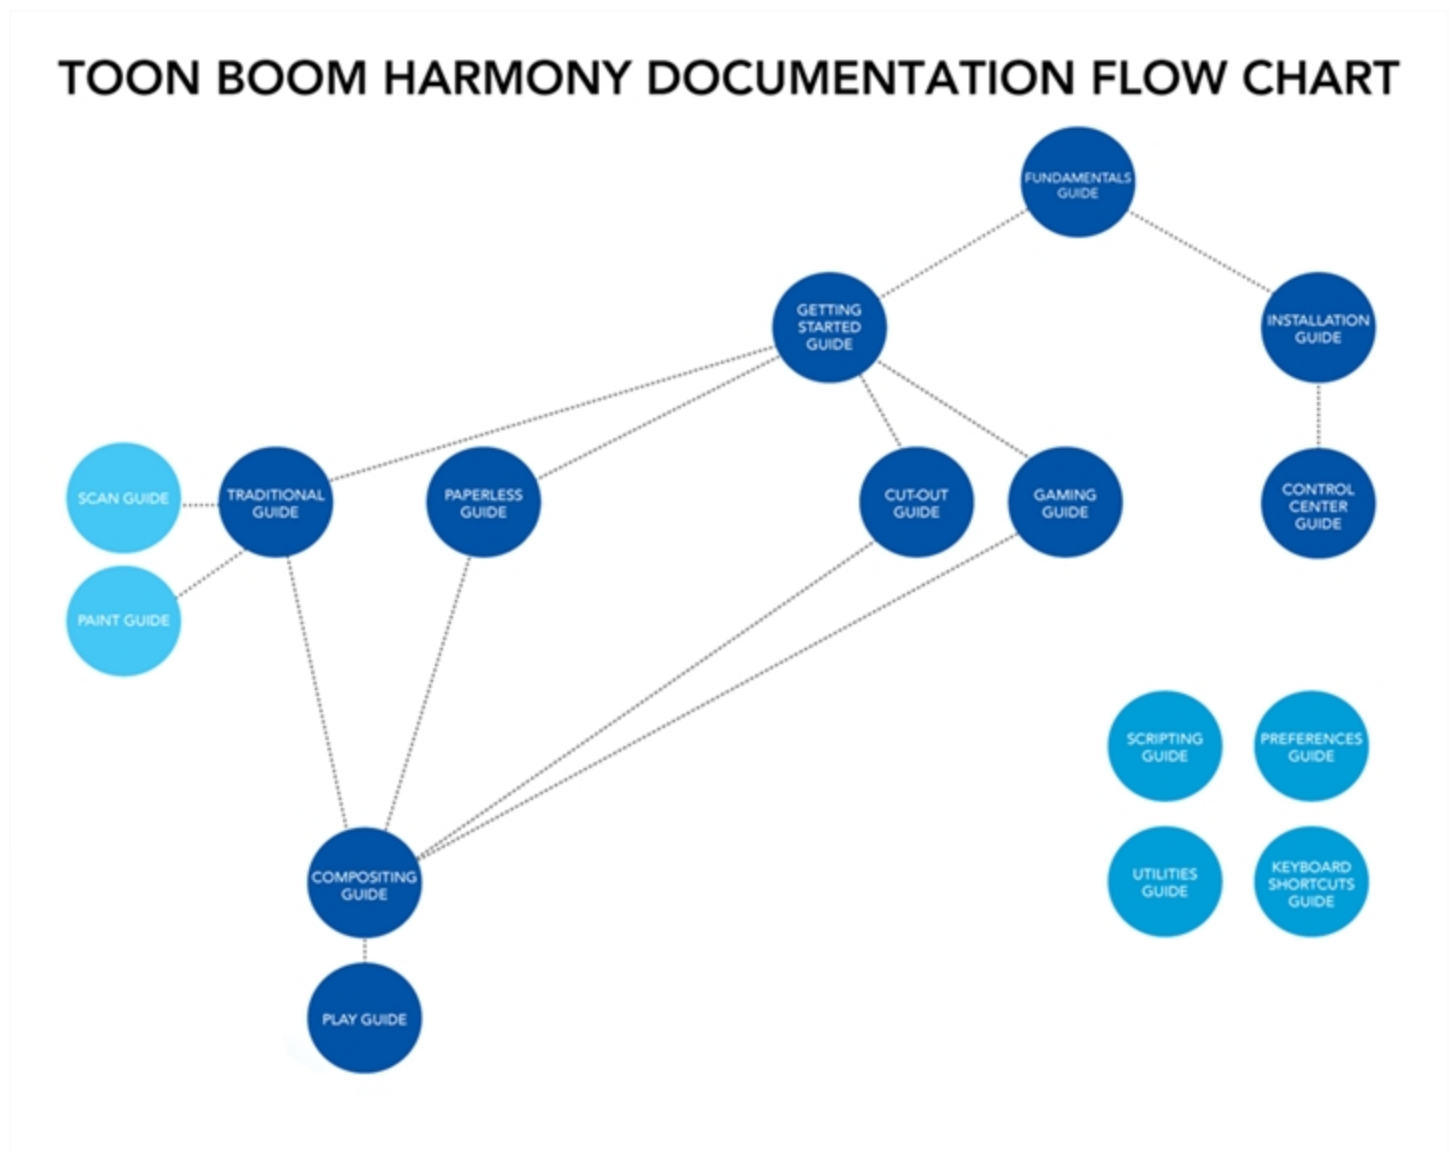 TOON BOOM HARMONY DOCUMENTATION FLOW CHART
FUNDAMENTALS
GUIDE
GETTING
STARTED
GUIDE
INSTALLATION
GUIDE
SCAN GUIDE
TRADITIONAL
GUIDE
PAPERLESS
GUIDE
CUT-OUT
GUIDE
GAMING
GUIDE
CONTROL
CENTER
GUIDE
PAINT GUIDE
SCRIPTING
GUIDE
PREFERENCES
GUIDE
COMPOSITING
GUIDE
UTILITIES
GUIDE
KEYBOARD
SHORTCUTS
GUIDE
PLAY GUIDE